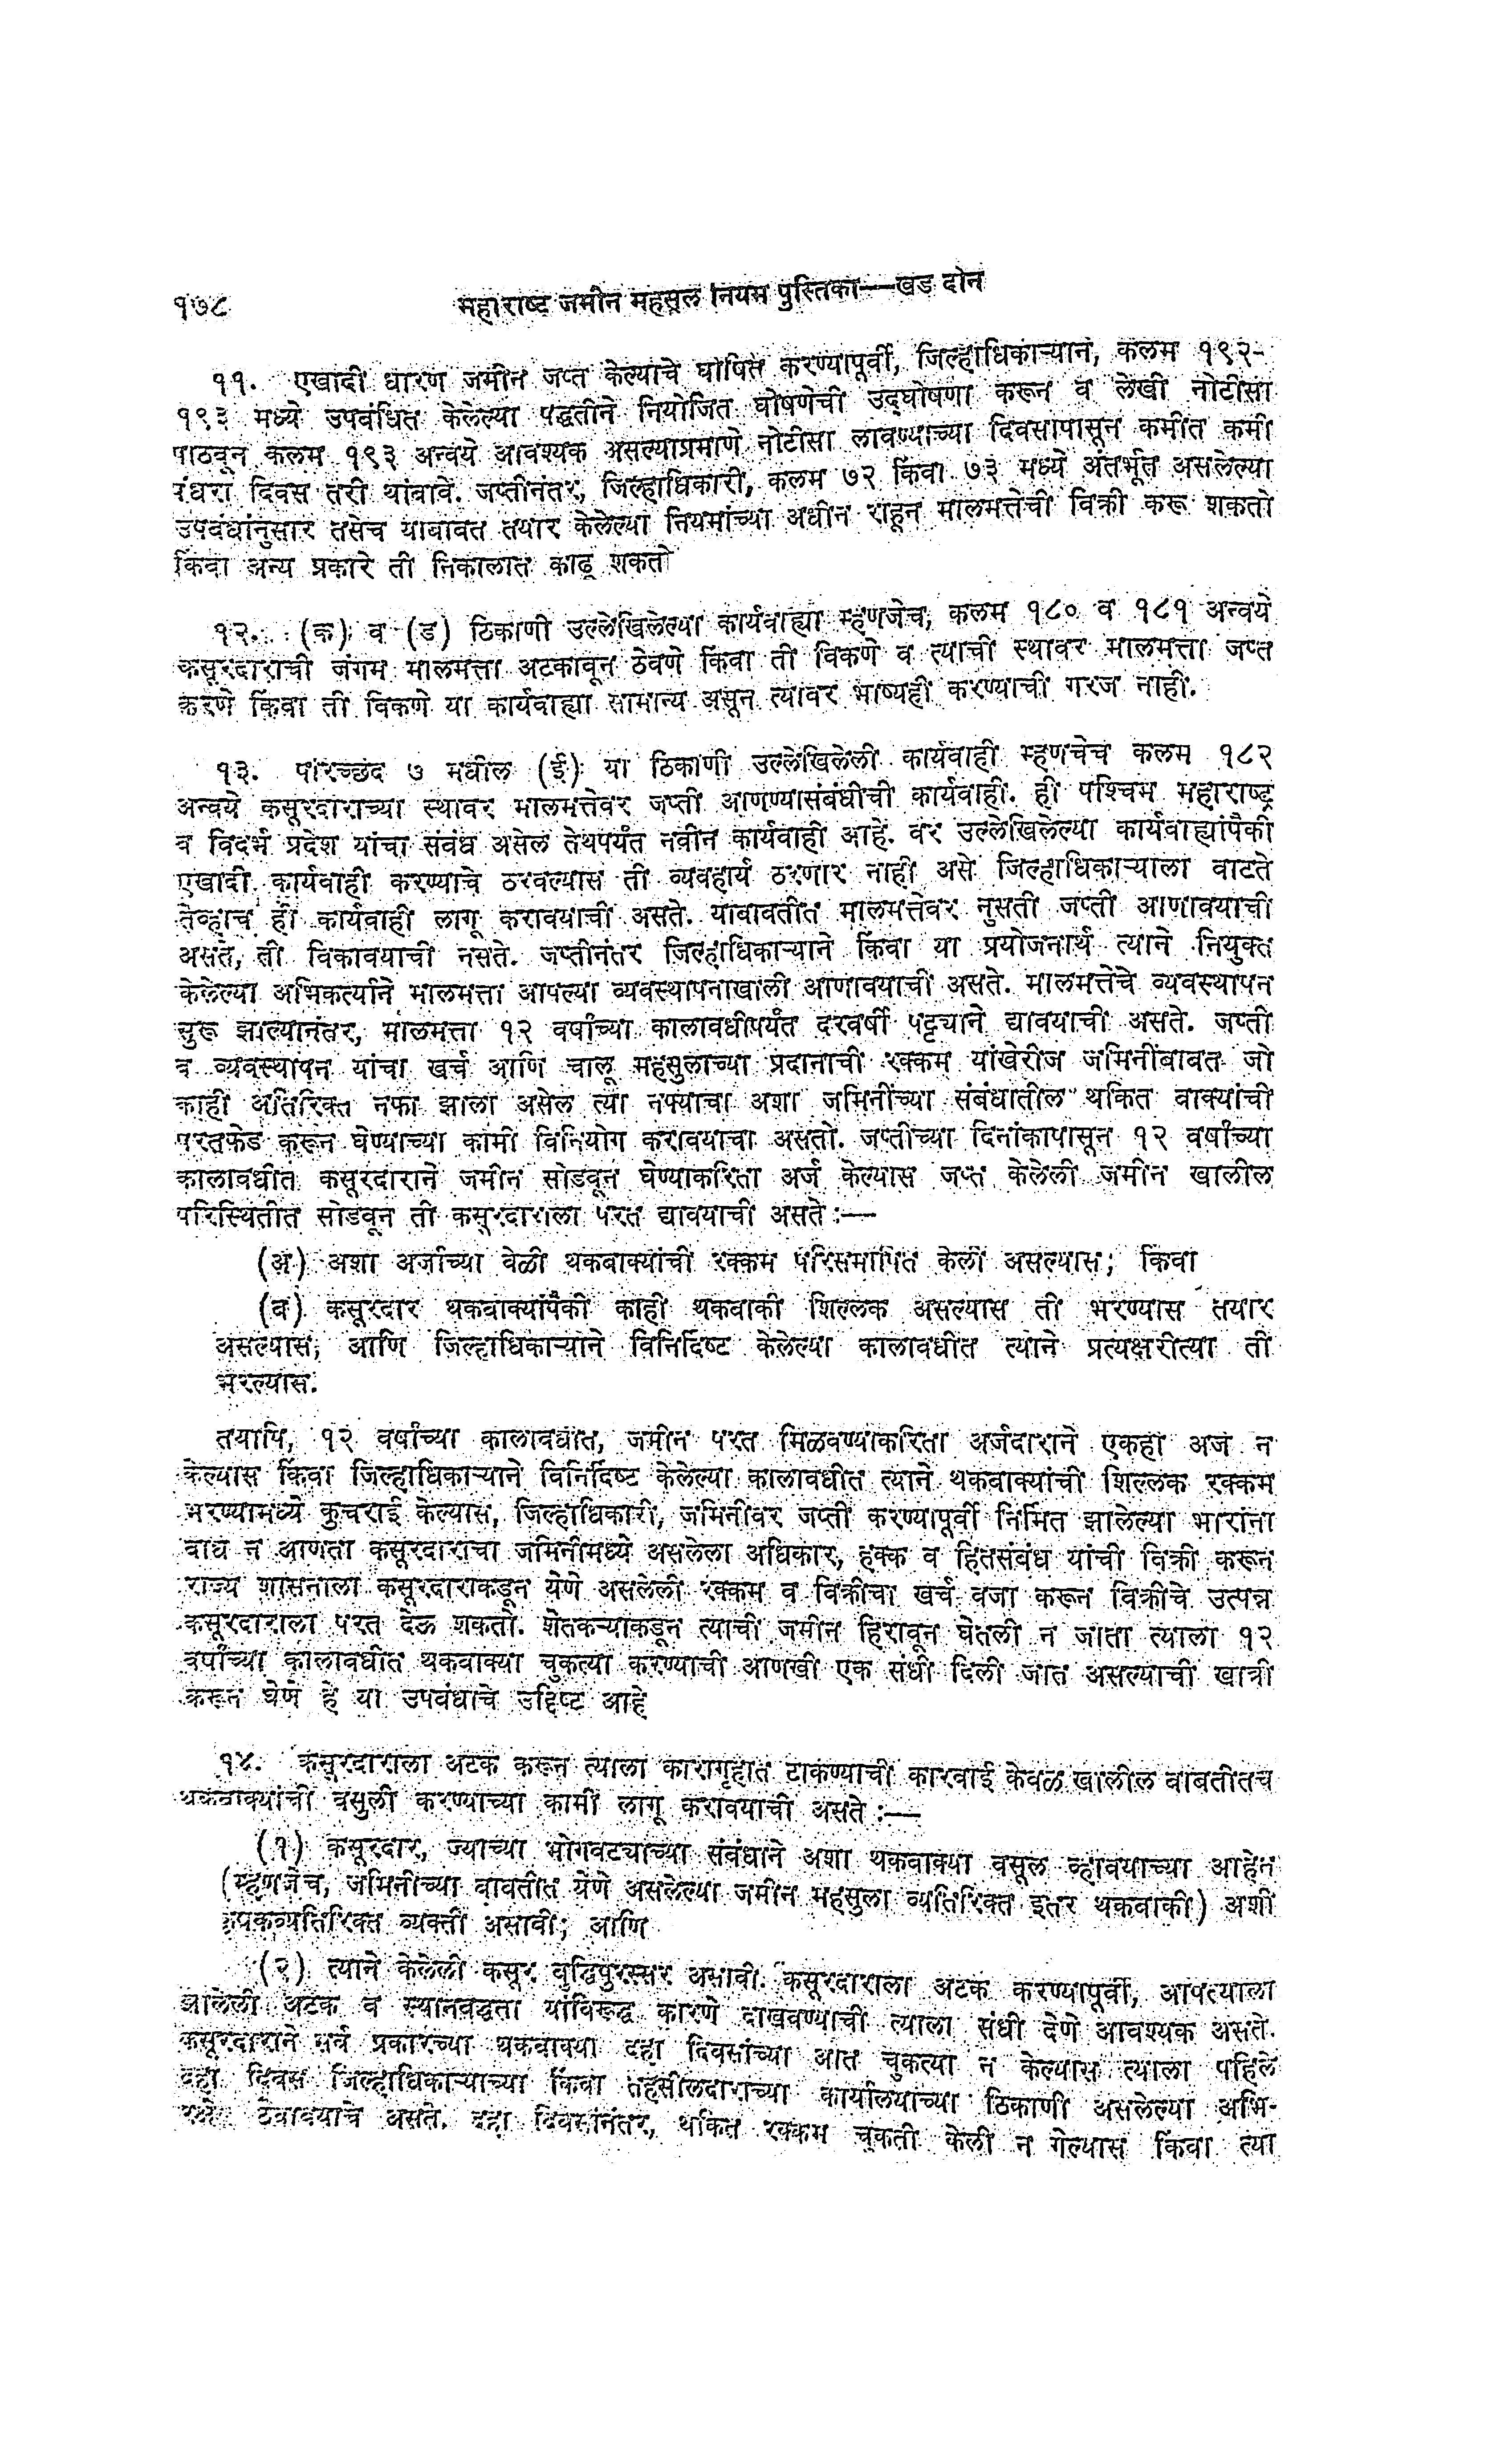 १७८ महाराष्ट्र जमीन महसूल नियम पुस्तिका——खंड दोन
११. एखादी धारण जमीन जप्त केल्याचे घोषित करण्यापूर्वी, जिल्हाधिकाऱ्याने, कलम १९२-
१९३ मध्ये उपबंधित केलेल्या पद्धतीने नियोजित घोषणेची उद्घोषणा करून व लेखी नोटीसा
पाठवून कलम १९३ अन्वये आवश्यक असल्याप्रमाणे नोटीसा लावण्याच्या दिवसापासून कमीत कमी
पंधरा दिवस तरी थांबावे. जप्तीनंतर, जिल्हाधिकारी, कलम ७२ किंवा ७३ मध्ये अंतर्भूत असलेल्या
उपबंधांनुसार तसेच याबाबत तयार केलेल्या नियमांच्या अधीन राहून मालमत्तेची विक्री करू शकतो
किंवा अन्य प्रकारे ती निकालात काढू शकतो
१२. (क) व (ड) ठिकाणी उल्लेखिलेल्या कार्यवाह्या म्हणजेच, कलम १८० व १८१ अन्वये
कसूरदाराची जंगम मालमत्ता अटकावून ठेवणे किंवा ती विकणे व त्याची स्थावर मालमत्ता जप्त
करणे किंवा ती विकणे या कार्यवाह्या सामान्य असून त्यावर भाष्यही करण्याची गरज नाही.
१३. परिच्छेद ७ मधील (ई) या ठिकाणी उल्लेखिलेली कार्यवाही म्हणचेच कलम १८२
अन्वये कसूरदाराच्या स्थावर मालमत्तेवर जप्ती आणण्यासंबंधीची कार्यवाही. ही पश्चिम महाराष्ट्र
व विदर्भ प्रदेश यांचा संबंध असेल तेथपर्यंत नवीन कार्यवाही आहे. वर उल्लेखिलेल्या कार्यवाह्यांपैकी
एखादी कार्यवाही करण्याचे ठरवल्यास ती व्यवहार्य ठरणार नाही असे जिल्हाधिकाऱ्याला वाटते
तेव्हाच ही कार्यवाही लागू करावयाची असते. याबाबतीत मालमत्तेवर नुसती जप्ती आणावयाची
असते, ती विकावयाची नसते. जप्तीनंतर जिल्हाधिकाऱ्याने किंवा या प्रयोजनार्थ त्याने नियुक्त
केलेल्या अभिकर्त्याने मालमत्ता आपल्या व्यवस्थापनाखाली आणावयाची असते. मालमत्तेचे व्यवस्थापन
सुरू झाल्यानंतर, मालमत्ता १२ वर्षांच्या कालावधीपर्यंत दरवर्षी पट्ट्याने द्यावयाची असते. जप्ती
व व्यवस्थापन यांचा खर्च आणि चालू महसुलाच्या प्रदानाची रक्कम यांखेरीज जमिनींबाबत जो
काही अतिरिक्त नफा झाला असेल त्या नफ्याचा अशा जमिनींच्या संबंधातील थकित बाक्यांची
परतफेड करून घेण्याच्या कामी विनियोग करावयाचा असतो. जप्तीच्या दिनांकापासून १२ वर्षांच्या
कालावधीत कसूरदाराने जमीन सोडवून घेण्याकरिता अर्ज केल्यास जप्त केलेली जमीन खालील
परिस्थितीत सोडवून ती कसूरदाराला परत द्यावयाची असते :——
(अ) अशा अर्जाच्या वेळी थकबाक्यांची रक्कम परिसमापित केली असल्यास; किंवा
(ब) कसूरदार थकबाक्यांपैकी काही थकबाकी शिल्लक असल्यास ती भरण्यास तयार
असल्यास; आणि जिल्हाधिकाऱ्याने विनिर्दिष्ट केलेल्या कालावधीत त्याने प्रत्यक्षरीत्या ती
भरल्यास.
तथापि, १२ वर्षांच्या कालावधीत, जमीन परत मिळवण्याकरिता अर्जदाराने एकही अर्ज न
केल्यास किंवा जिल्हाधिकाऱ्याने विनिर्दिष्ट केलेल्या कालावधीत त्याने थकबाक्यांची शिल्लक रक्कम
भरण्यामध्ये कुचराई केल्यास, जिल्हाधिकारी, जमिनीवर जप्ती करण्यापूर्वी निर्मित झालेल्या भारांना
बाध न आणता कसूरदाराचा जमिनीमध्ये असलेला अधिकार, हक्क व हितसंबंध यांची विक्री करून
राज्य शासनाला कसूरदाराकडून येणे असलेली रक्कम व विक्रीचा खर्च वजा करून विक्रीचे उत्पन्न
कसूरदाराला परत देऊ शकतो. शेतकऱ्याकडून त्याची जमीन हिरावून घेतली न जाता त्याला १२
वर्षांच्या कालावधीत थकबाक्या चुकत्या करण्याची आणखी एक संधी दिली जात असल्याची खात्री
करून घेणे हे या उपबंधाचे उद्दिष्ट आहे
१४. कसूरदाराला अटक करून त्याला कारागृहात टाकण्याची कारवाई केवळ खालील बाबतीतच
थकबाक्यांची वसुली करण्याच्या कामी लागू करावयाची असते :——
(१) कसूरदार, ज्याच्या भोगवट्याच्या संबंधाने अशा थकबाक्या वसूल व्हावयाच्या आहेत
(म्हणजेच, जमिनीच्या बाबतीत येणे असलेल्या जमीन महसुला व्यतिरिक्त इतर थकबाकी) अशी
व्यतिरिक्त व्यक्ती असावी; आणि
(२) त्याने केलेली कसूर बुद्धिपुरस्सर असावी. कसूरदाराला अटक करण्यापूर्वी, आपत्याला
झालेली अटक व स्थानबद्धता यांविरूद्ध कारणे दाखवण्याची त्याला संधी देणे आवश्यक असते.
कसूरदाराने सर्व प्रकारच्या थकबाक्या दहा दिवसांच्या आत चुकत्या न केल्यास त्याला पहिले
दहा दिवस जिल्हाधिकाऱ्याच्या किंवा तहसीलदाराच्या कार्यालयाच्या ठिकाणी असलेल्या अभि-
रक्षेत ठेवावयाचे असते. दहा दिवसांनंतर, थकित रक्कम चुकती केली न गेल्यास किंवा त्या